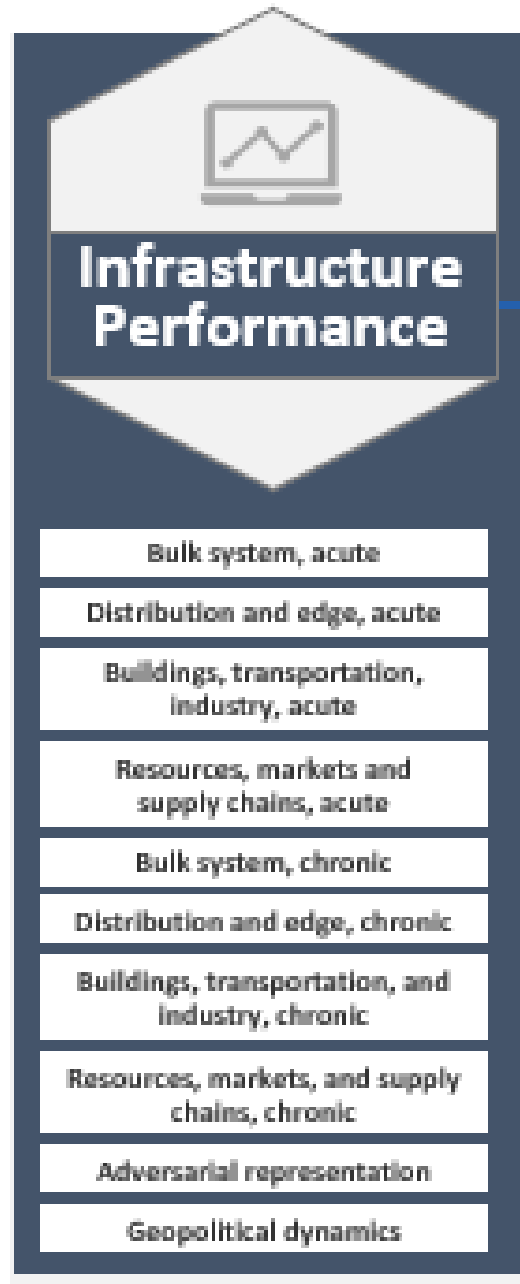 Infrastructure
Performance
Bulk system, acute
Distribution and edge, acute
Buildings, transportation,
industry, acute
Resources, markets and
supply chains, acute
Bulk system, chronic
Distribution and edge, chronic
Buildings, transportation, and
industry, chronic
Resources, markets, and supply
chains, chronic
Adversarial representation
Geopolitical dynamics